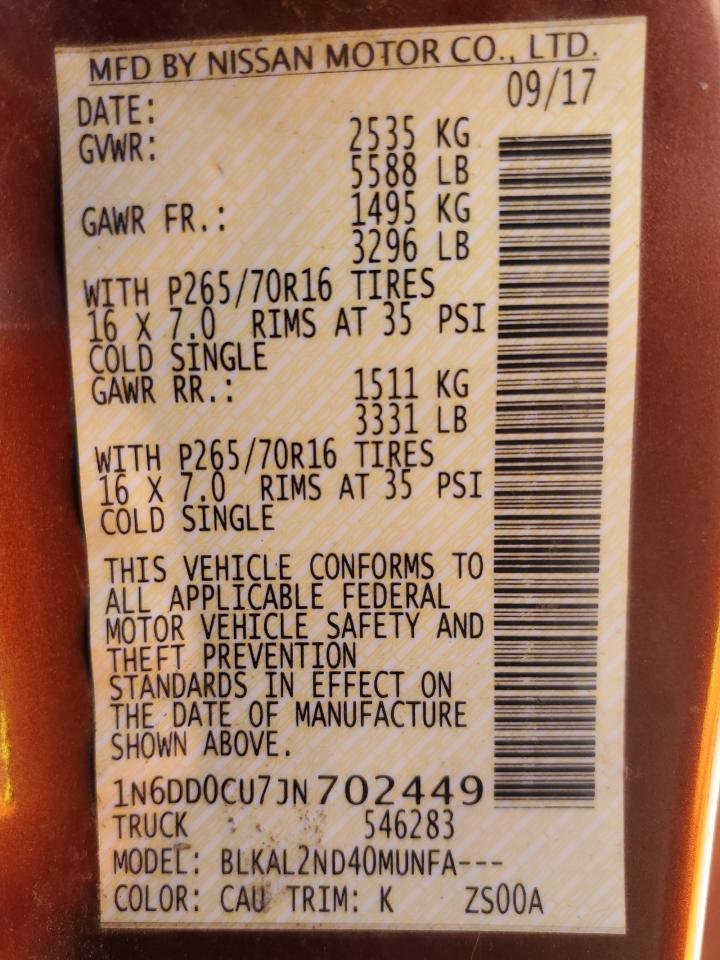 MFD BY NISSAN MOTOR CO., LTD.
DATE: 09/17
GVWR: 2535 KG
5588 LB
GAWR FR.: 1495 KG
3296 LB
WITH P265/70R16 TIRES
16 X 7.0 RIMS AT 35 PSI
COLD SINGLE
GAWR RR.: 1511 KG
3331 LB
WITH P265/70R16 TIRES
16 X 7.0 RIMS AT 35 PSI
COLD SINGLE
THIS VEHICLE CONFORMS TO
ALL APPLICABLE FEDERAL
MOTOR VEHICLE SAFETY AND
THEFT PREVENTION
STANDARDS IN EFFECT ON
THE DATE OF MANUFACTURE
SHOWN ABOVE.
1N6DD0CU7JN702449
TRUCK 546283
MODEL: BLKAL2ND40MUNFA---
COLOR: CAU TRIM: K ZS00A